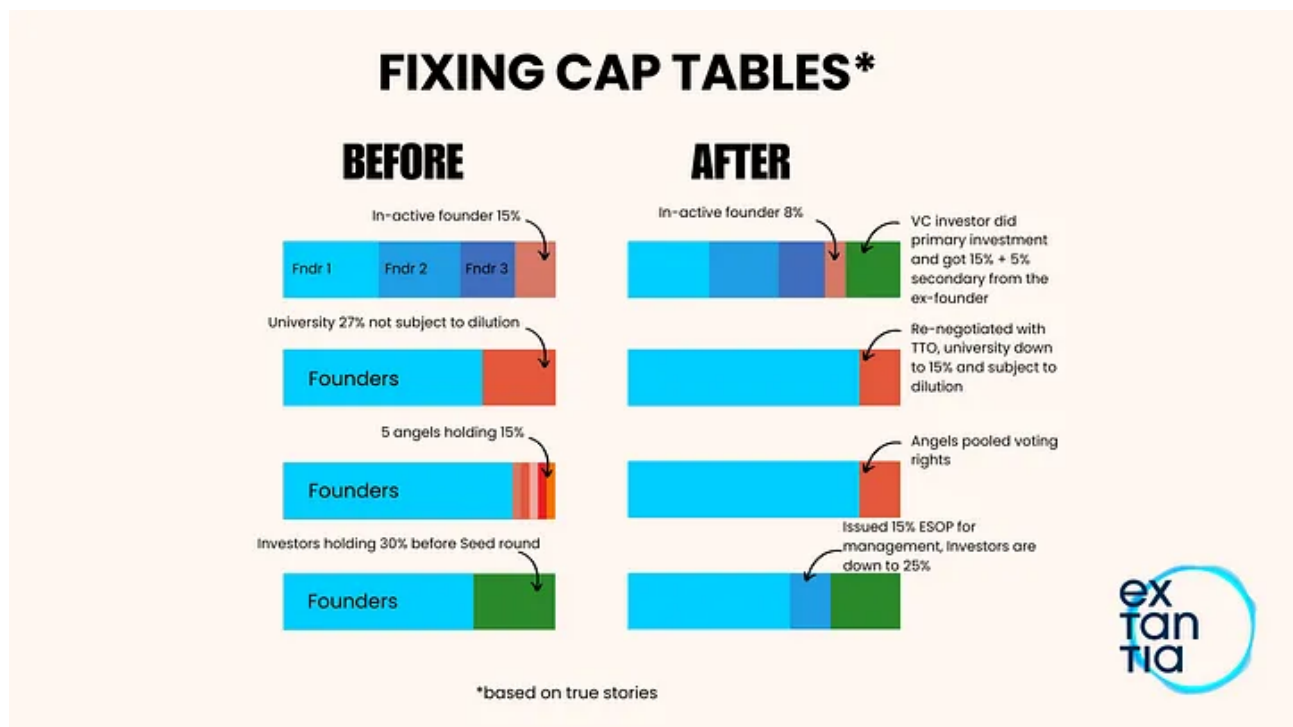 FIXING CAP TABLES*
BEFORE
AFTER
In-active founder 15%
Fndr 1
Fndr 2
Fndr 3
In-active founder 8%
VC investor did
primary investment
and got 15% + 5%
secondary from the
ex-founder
University 27% not subject to dilution
Founders
Re-negotiated with
TTO, university down
to 15% and subject to
dilution
5 angels holding 15%
Founders
Angels pooled voting
rights
Investors holding 30% before Seed round
Founders
Issued 15% ESOP for
management, Investors are
down to 25%
ex
Tan
TIa
*based on true stories